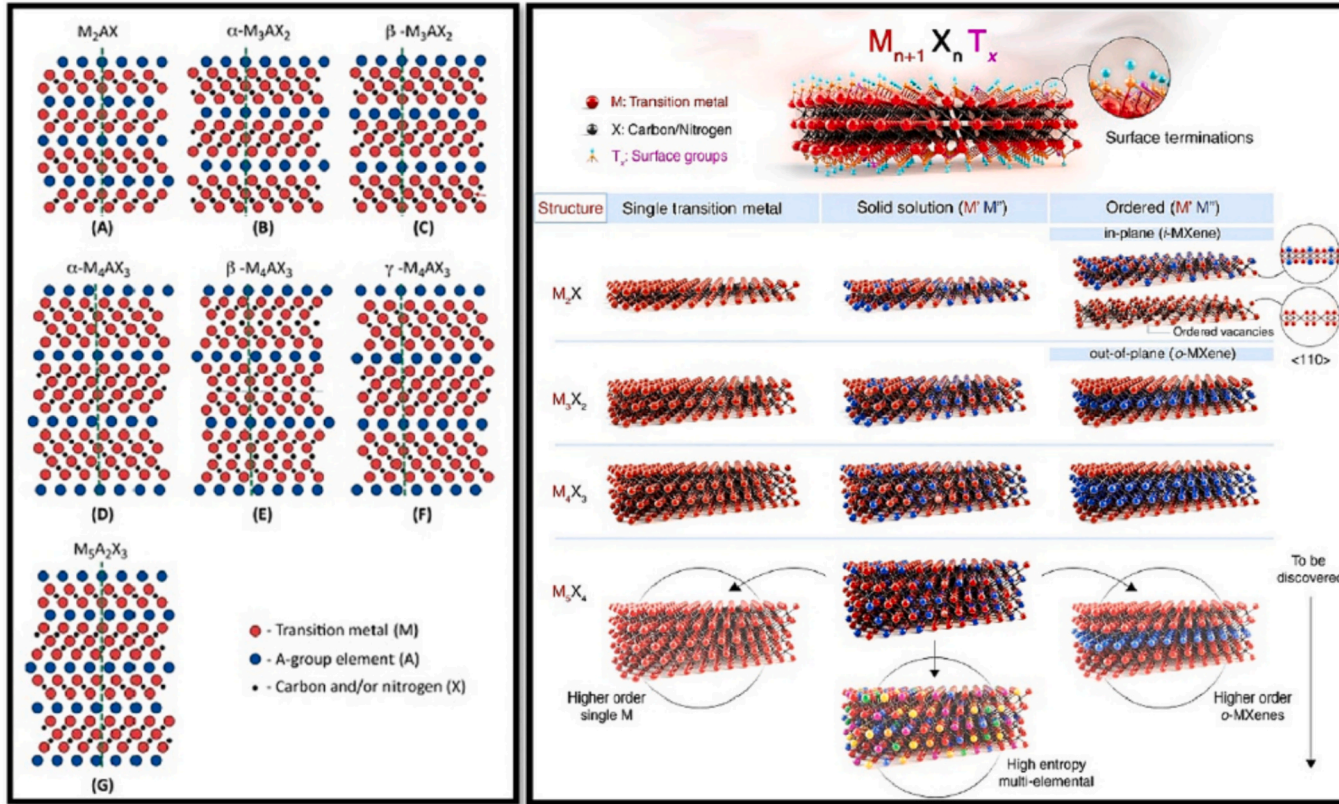 M₂AX
α-M₃AX₂
β-M₃AX₂
(A)
(B)
(C)
α-M₄AX₃
β-M₄AX₃
γ-M₄AX₃
(D)
(E)
(F)
M₅A₂X₃
(G)
- Transition metal (M)
- A-group element (A)
- Carbon and/or nitrogen (X)
Mₙ₊₁XₙTₓ
M: Transition metal
X: Carbon/Nitrogen
Tₓ: Surface groups
Surface terminations
Structure
Single transition metal
Solid solution (M' M")
Ordered (M' M")
in-plane (i-MXene)
M₂X
Ordered vacancies
<110>
out-of-plane (o-MXene)
M₃X₂
M₄X₃
M₅X₄
To be
discovered
Higher order
single M
High entropy
multi-elemental
Higher order
o-MXenes